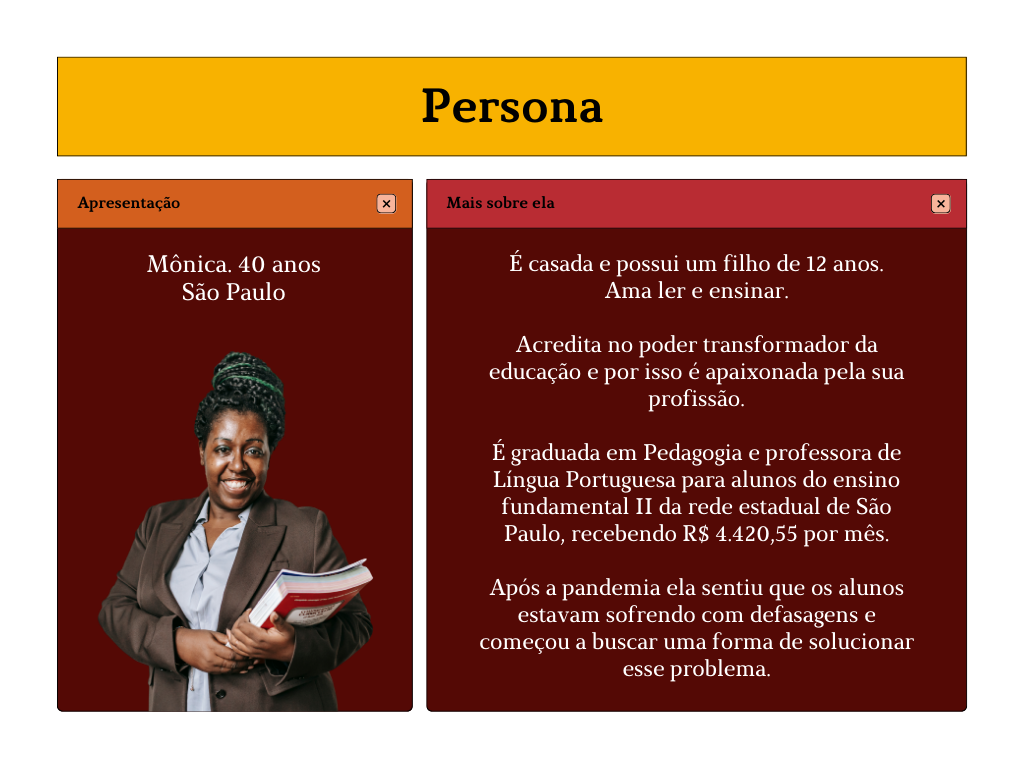 Persona
Apresentação
Mônica. 40 anos
São Paulo
Mais sobre ela
É casada e possui um filho de 12 anos.
Ama ler e ensinar.
Acredita no poder transformador da
educação e por isso é apaixonada pela sua
profissão.
É graduada em Pedagogia e professora de
Língua Portuguesa para alunos do ensino
fundamental II da rede estadual de São
Paulo, recebendo R$ 4.420,55 por mês.
Após a pandemia ela sentiu que os alunos
estavam sofrendo com defasagens e
começou a buscar uma forma de solucionar
esse problema.